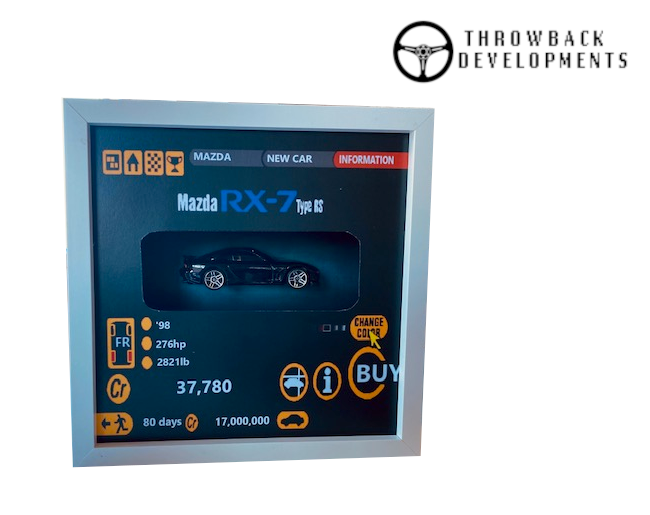 THROWBACK
DEVELOPMENTS
MAZDA NEW CAR INFORMATION
Mazda RX-7 Type RS
'98
FR 276hp
2821lb
CHANGE
COLOR
BUY
Cr 37,780
80 days Cr 17,000,000